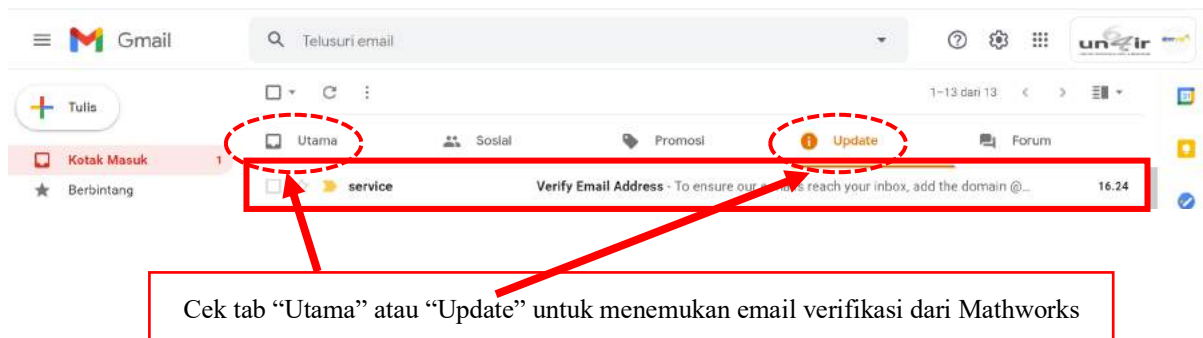 Gmail
Telusuri email
un64ir
Tulis
1–13 dari 13
Utama
Sosial
Promosi
Update
Forum
Kotak Masuk 1
Berbintang
service
Verify Email Address - To ensure our reach your inbox, add the domain @...
16.24
Cek tab “Utama” atau “Update” untuk menemukan email verifikasi dari Mathworks